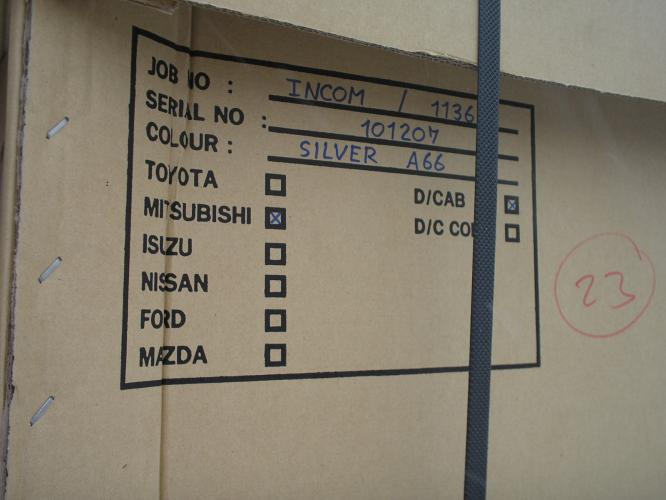 JOB NO : INCOM / 1136
SERIAL NO : 101207
COLOUR : SILVER A66
TOYOTA
MITSUBISHI
ISUZU
NISSAN
FORD
MAZDA
D/CAB
D/C
23